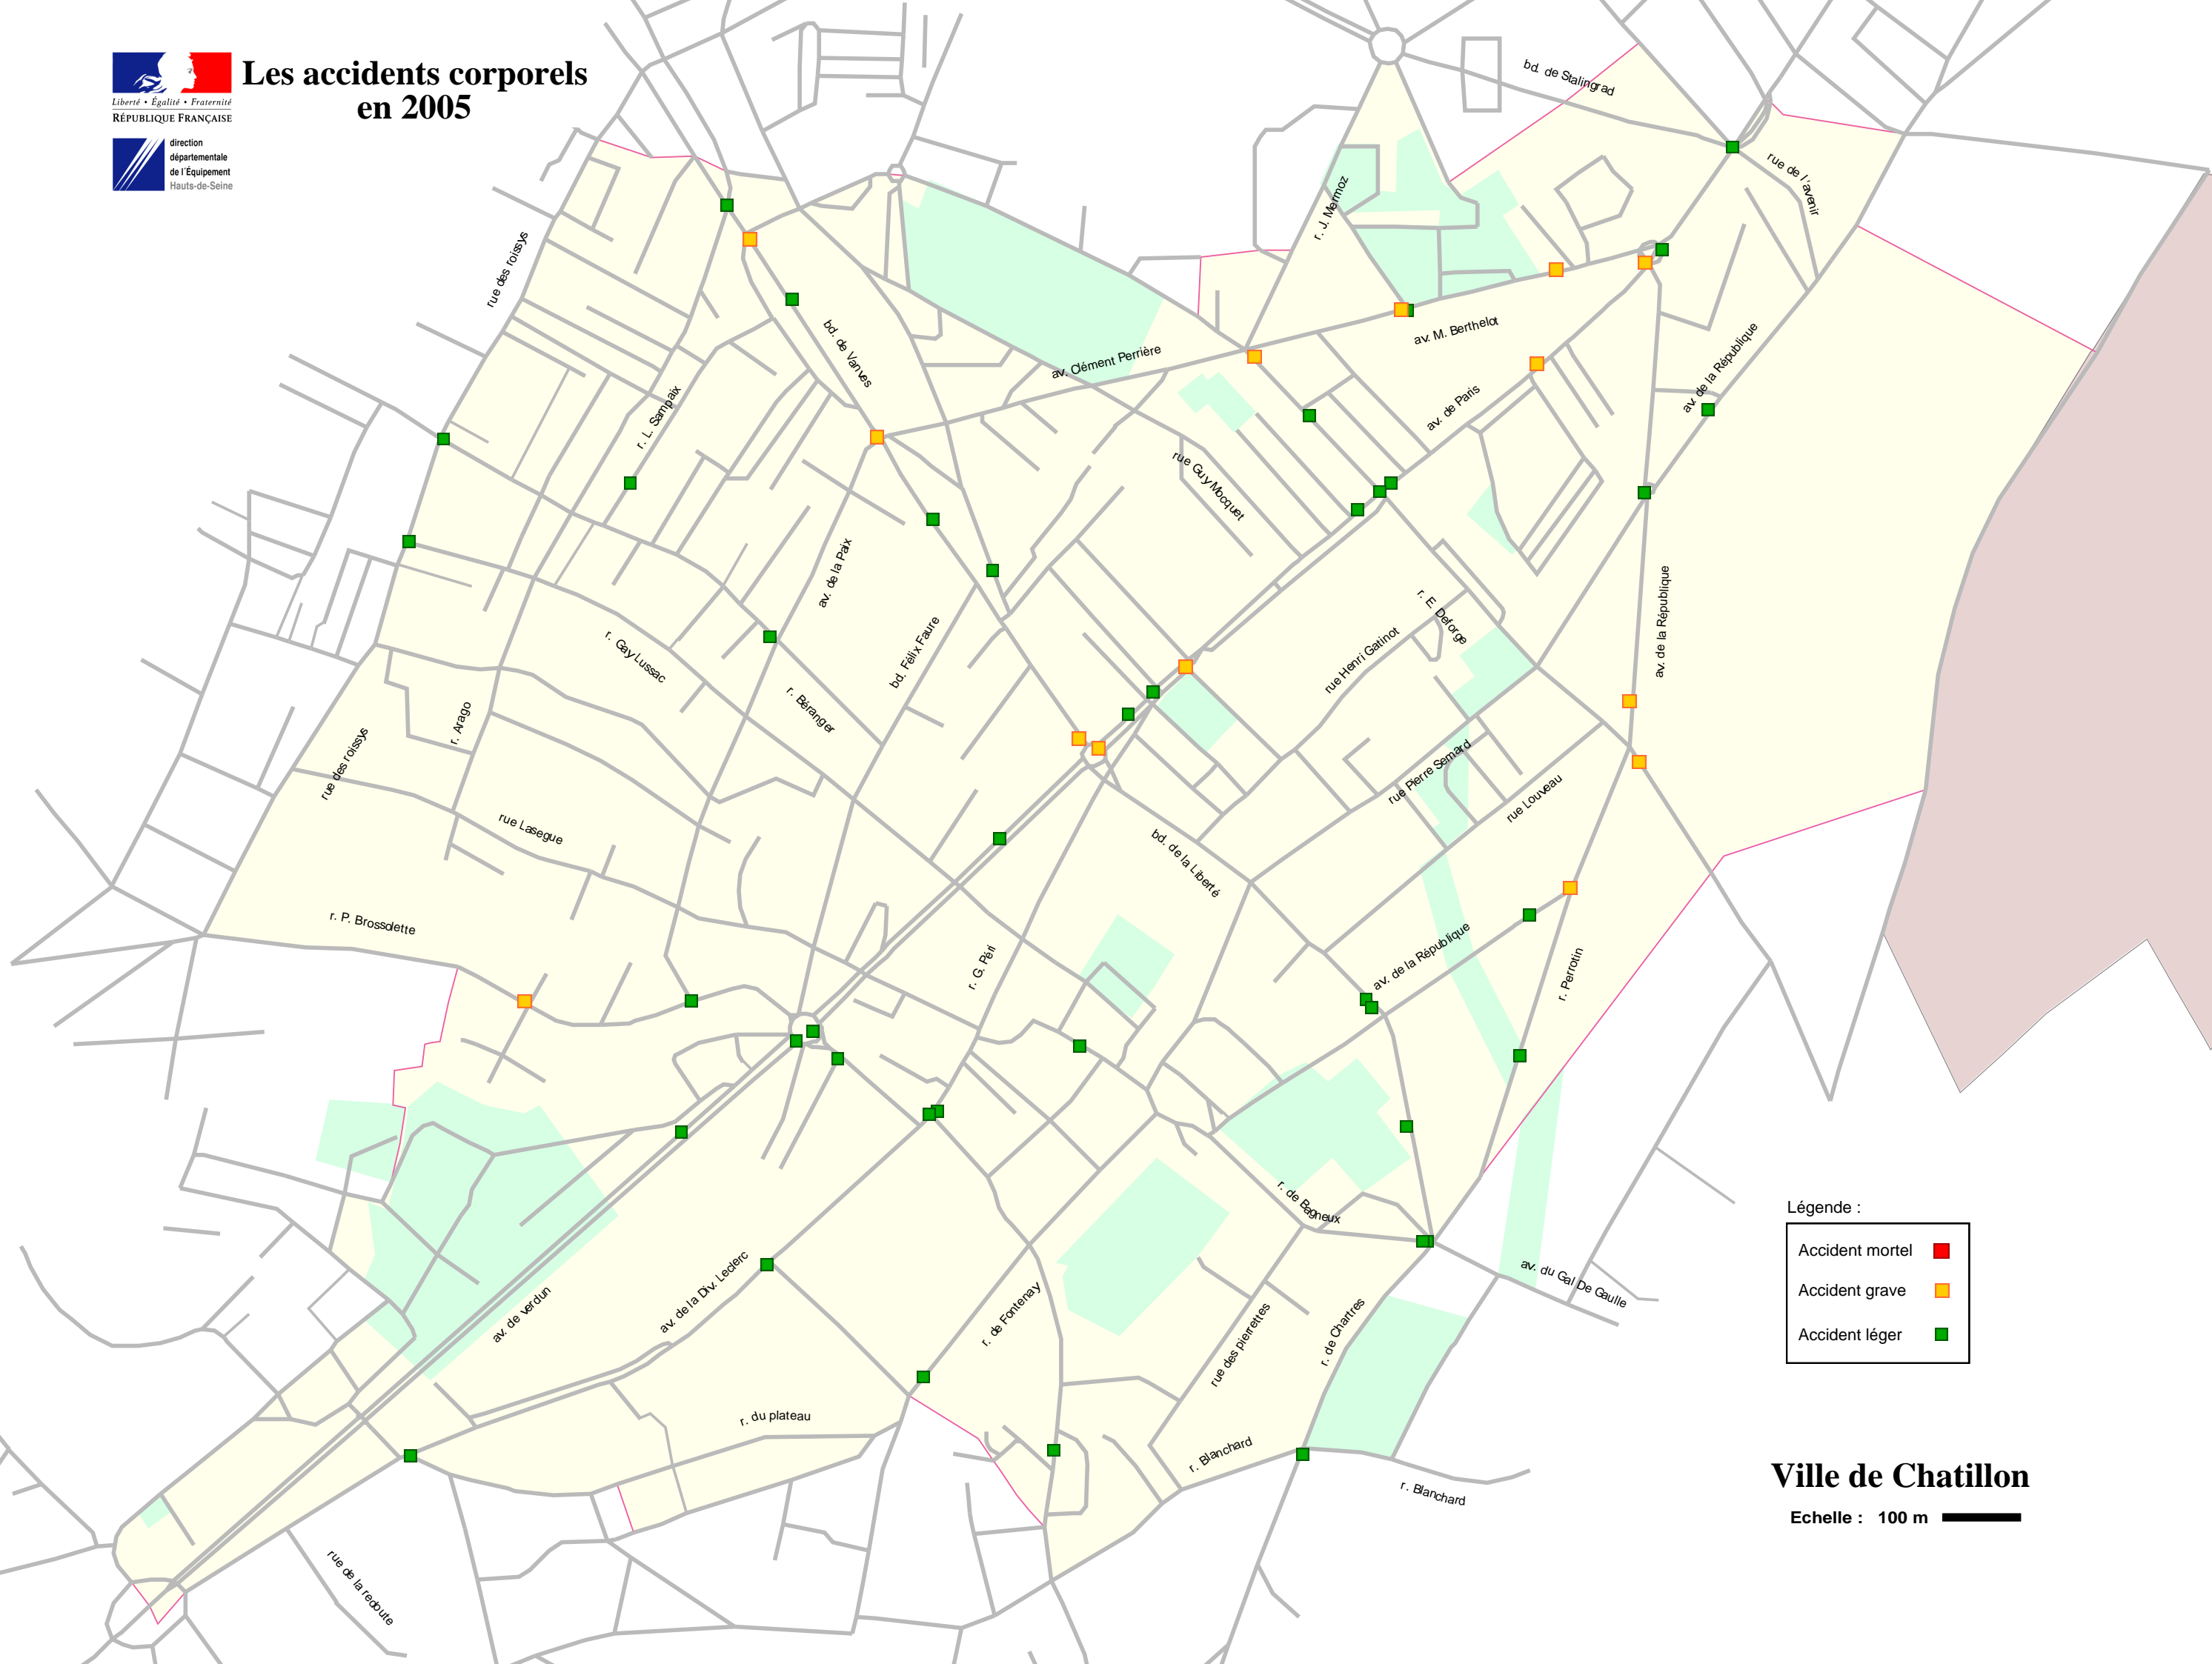 Liberté • Égalité • Fraternité
RÉPUBLIQUE FRANÇAISE
Les accidents corporels
en 2005
direction
départementale
de l'Équipement
Hauts-de-Seine
bd. de Stalingrad
rue de l'avenir
r. J. Mermoz
rue des roissys
bd. de Vanves
av. Clément Perrière
av. M. Berthelot
av. de la République
r. L. Sampaix
av. de Paris
rue Guy Mocquet
av. de la Paix
r. E. Deforge
av. de la République
r. Gay Lussac
bd. Félix Faure
rue Henri Gatinot
r. Béranger
r. Arago
rue des roissys
rue Pierre Semard
rue Louveau
rue Lasegue
bd. de la Liberté
r. P. Brossolette
r. G. Péri
av. de la République
r. Perrotin
r. de Bagneux
av. de verdun
av. de la Div. Leclerc
r. de Fontenay
rue des pierrettes
r. de Chartres
av. du Gal De Gaulle
r. du plateau
r. Blanchard
r. Blanchard
rue de la redoute
Légende :
Accident mortel
Accident grave
Accident léger
Ville de Chatillon
Echelle : 100 m